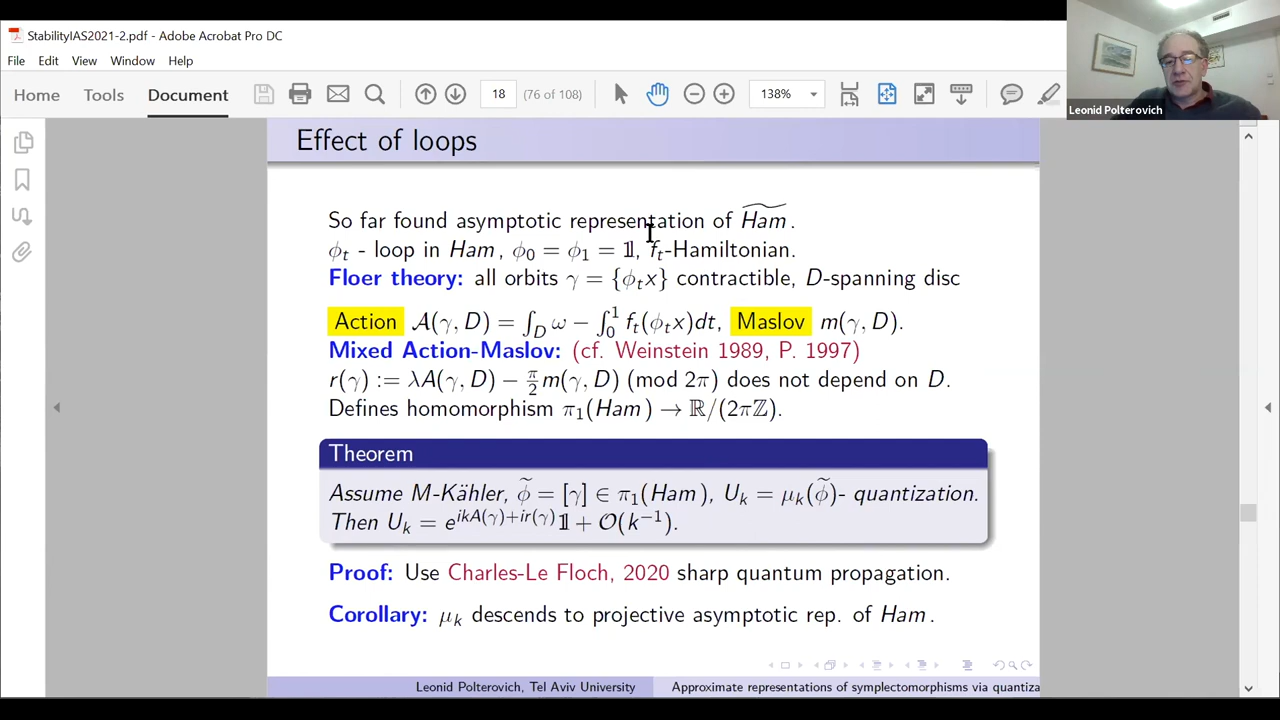 StabilityIAS2021-2.pdf - Adobe Acrobat Pro DC
File Edit View Window Help
Home Tools Document 18 (76 of 108) 138%
Leonid Polterovich
Effect of loops
So far found asymptotic representation of $\widetilde{Ham}$.
ϕ_t - loop in Ham, ϕ_0 = ϕ_1 = 𝟙, f_t-Hamiltonian.
Floer theory: all orbits γ = {ϕ_t x} contractible, D-spanning disc
Action 𝒜(γ, D) = ∫_D ω − ∫_0^1 f_t(ϕ_t x)dt, Maslov m(γ, D).
Mixed Action-Maslov: (cf. Weinstein 1989, P. 1997)
r(γ) := λA(γ, D) − π/2 m(γ, D) (mod 2π) does not depend on D.
Defines homomorphism π_1(Ham) → ℝ/(2πℤ).
Theorem
Assume M-Kähler, $\widetilde{ϕ}$ = [γ] ∈ π_1(Ham), U_k = μ_k($\widetilde{ϕ}$)- quantization.
Then U_k = e^{ikA(γ)+ir(γ)} 𝟙 + 𝒪(k^{−1}).
Proof: Use Charles-Le Floch, 2020 sharp quantum propagation.
Corollary: μ_k descends to projective asymptotic rep. of Ham.
Leonid Polterovich, Tel Aviv University Approximate representations of symplectomorphisms via quantiza